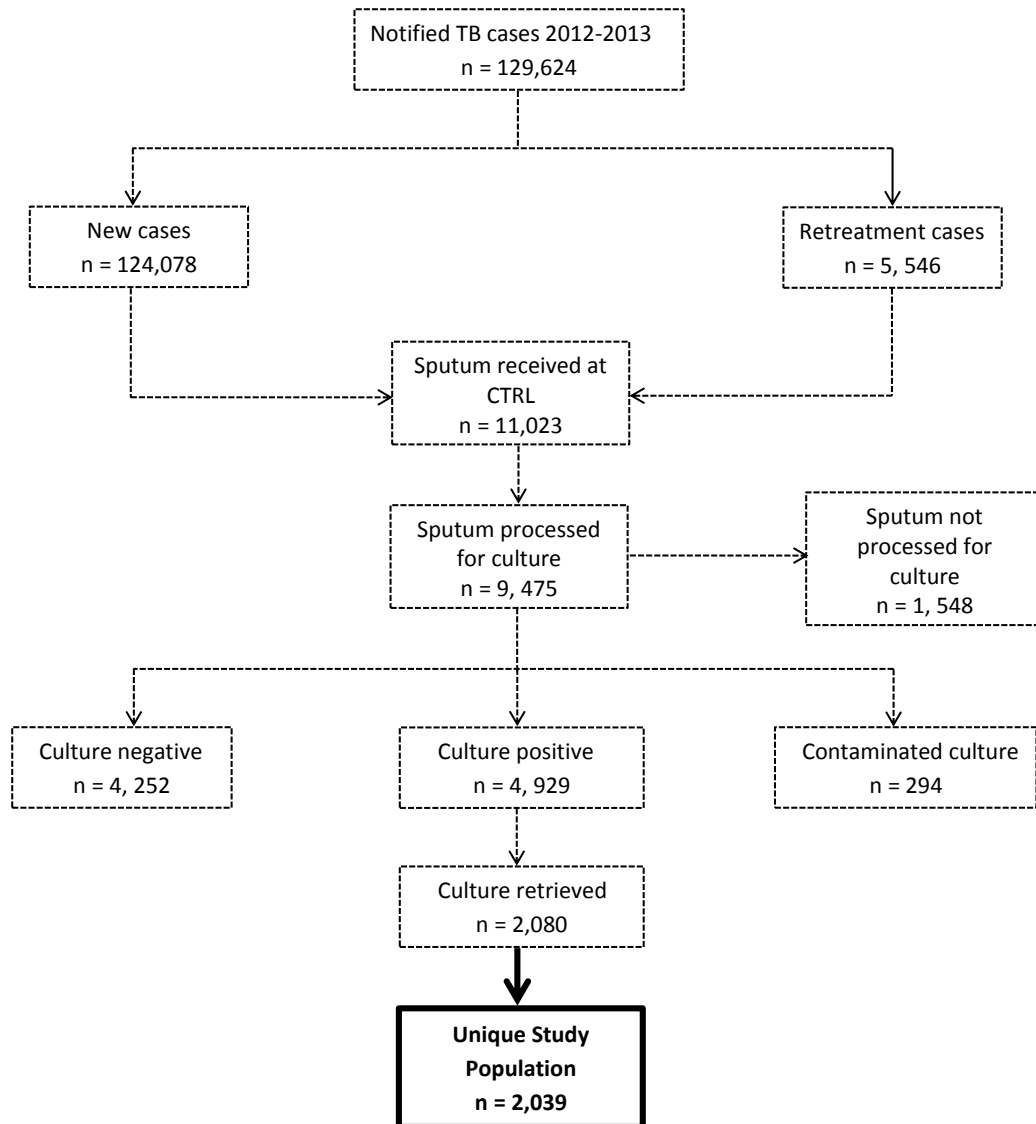 Notified TB cases 2012-2013
n = 129,624
New cases
n = 124,078
Retreatment cases
n = 5, 546
Sputum received at
CTRL
n = 11,023
Sputum processed
for culture
n = 9, 475
Sputum not
processed for
culture
n = 1, 548
Culture negative
n = 4, 252
Culture positive
n = 4, 929
Contaminated culture
n = 294
Culture retrieved
n = 2,080
Unique Study
Population
n = 2,039